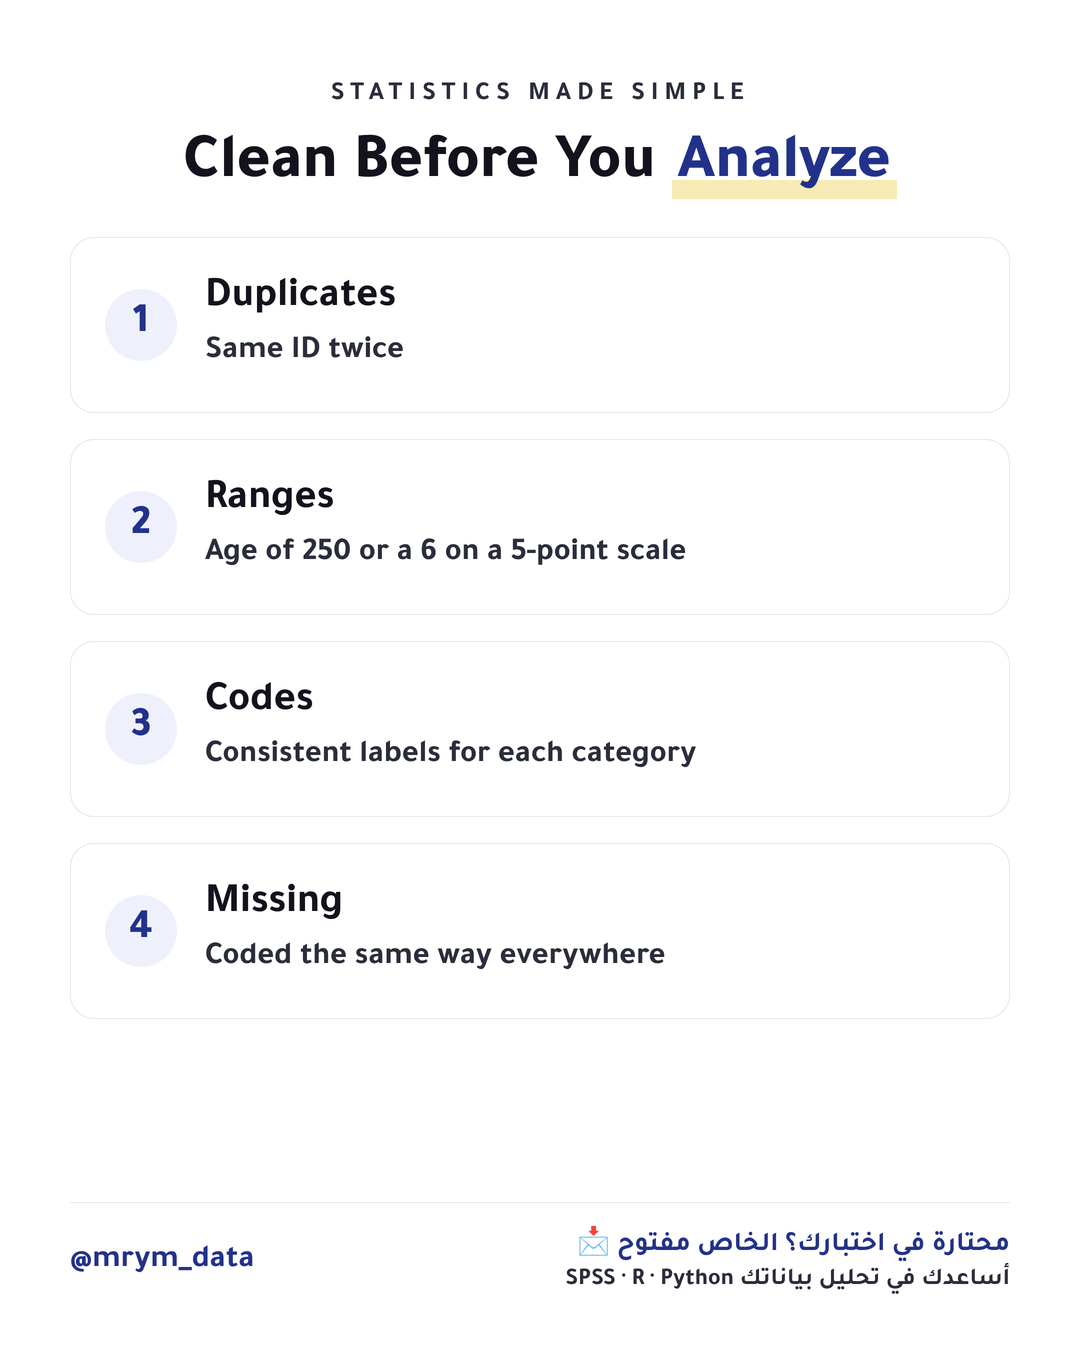 STATISTICS MADE SIMPLE
Clean Before You Analyze
1
Duplicates
Same ID twice
2
Ranges
Age of 250 or a 6 on a 5-point scale
3
Codes
Consistent labels for each category
4
Missing
Coded the same way everywhere
@mrym_data
محتارة في اختبارك؟ الخاص مفتوح 📩
أساعدك في تحليل بياناتك SPSS · R · Python